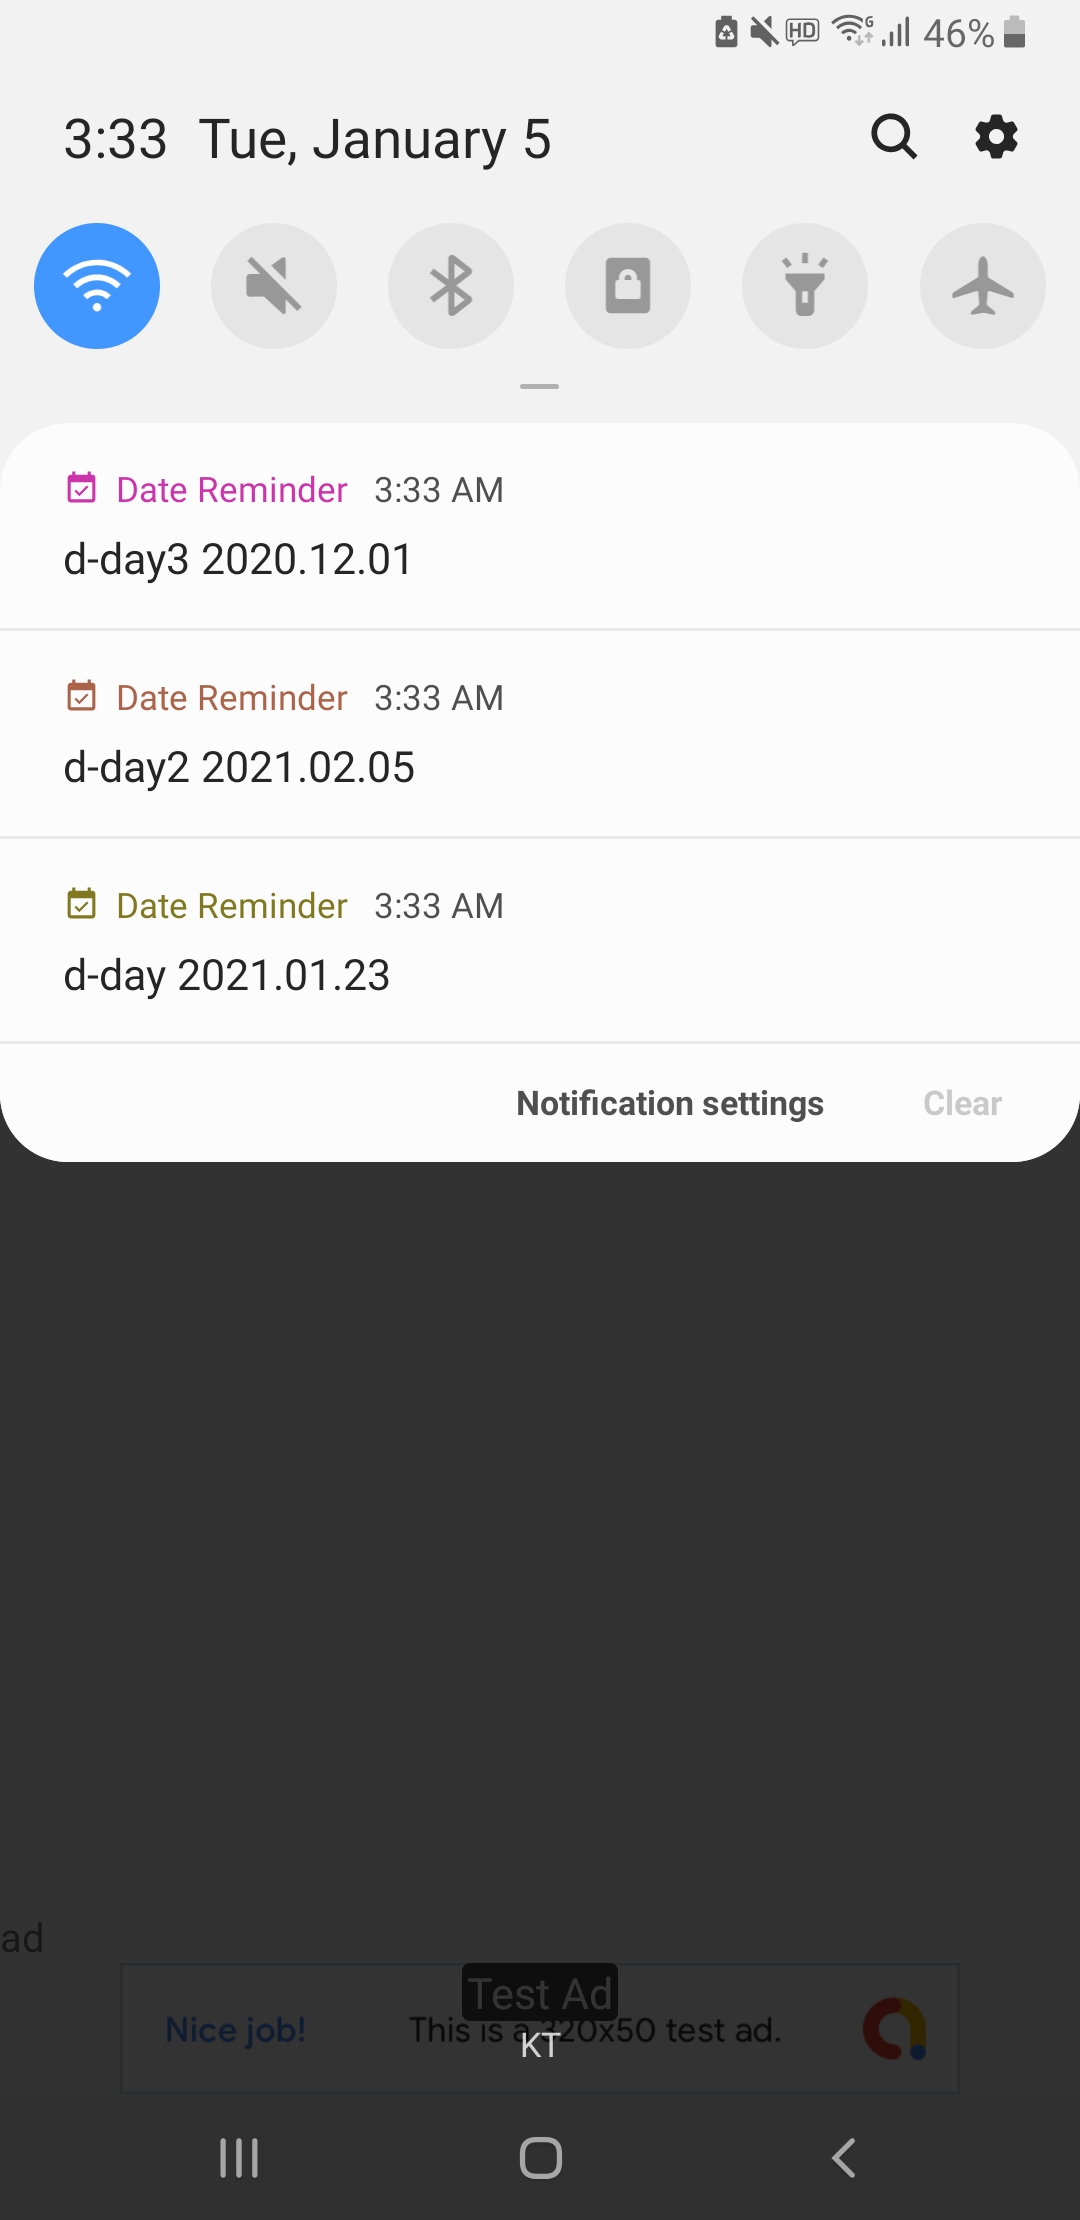 46%
3:33 Tue, January 5
Date Reminder 3:33 AM
d-day3 2020.12.01
Date Reminder 3:33 AM
d-day2 2021.02.05
Date Reminder 3:33 AM
d-day 2021.01.23
Notification settings Clear
ad
Test Ad
Nice job! This is a 320x50 test ad.
KT